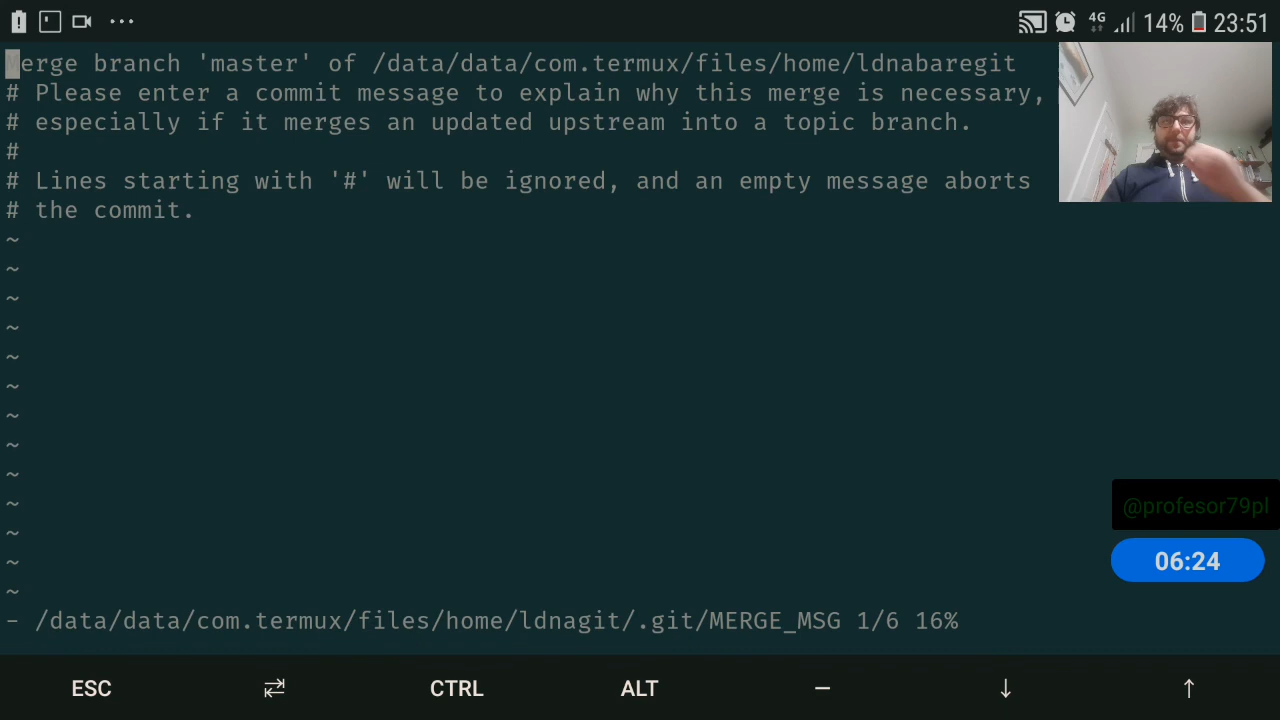 14% 23:51
4G
Merge branch 'master' of /data/data/com.termux/files/home/ldnabaregit
# Please enter a commit message to explain why this merge is necessary,
# especially if it merges an updated upstream into a topic branch.
#
# Lines starting with '#' will be ignored, and an empty message aborts
# the commit.
~
~
~
~
~
~
~
~
~
~
~
~
~
@profesor79pl
06:24
- /data/data/com.termux/files/home/ldnagit/.git/MERGE_MSG 1/6 16%
ESC ⇄ CTRL ALT – ↓ ↑